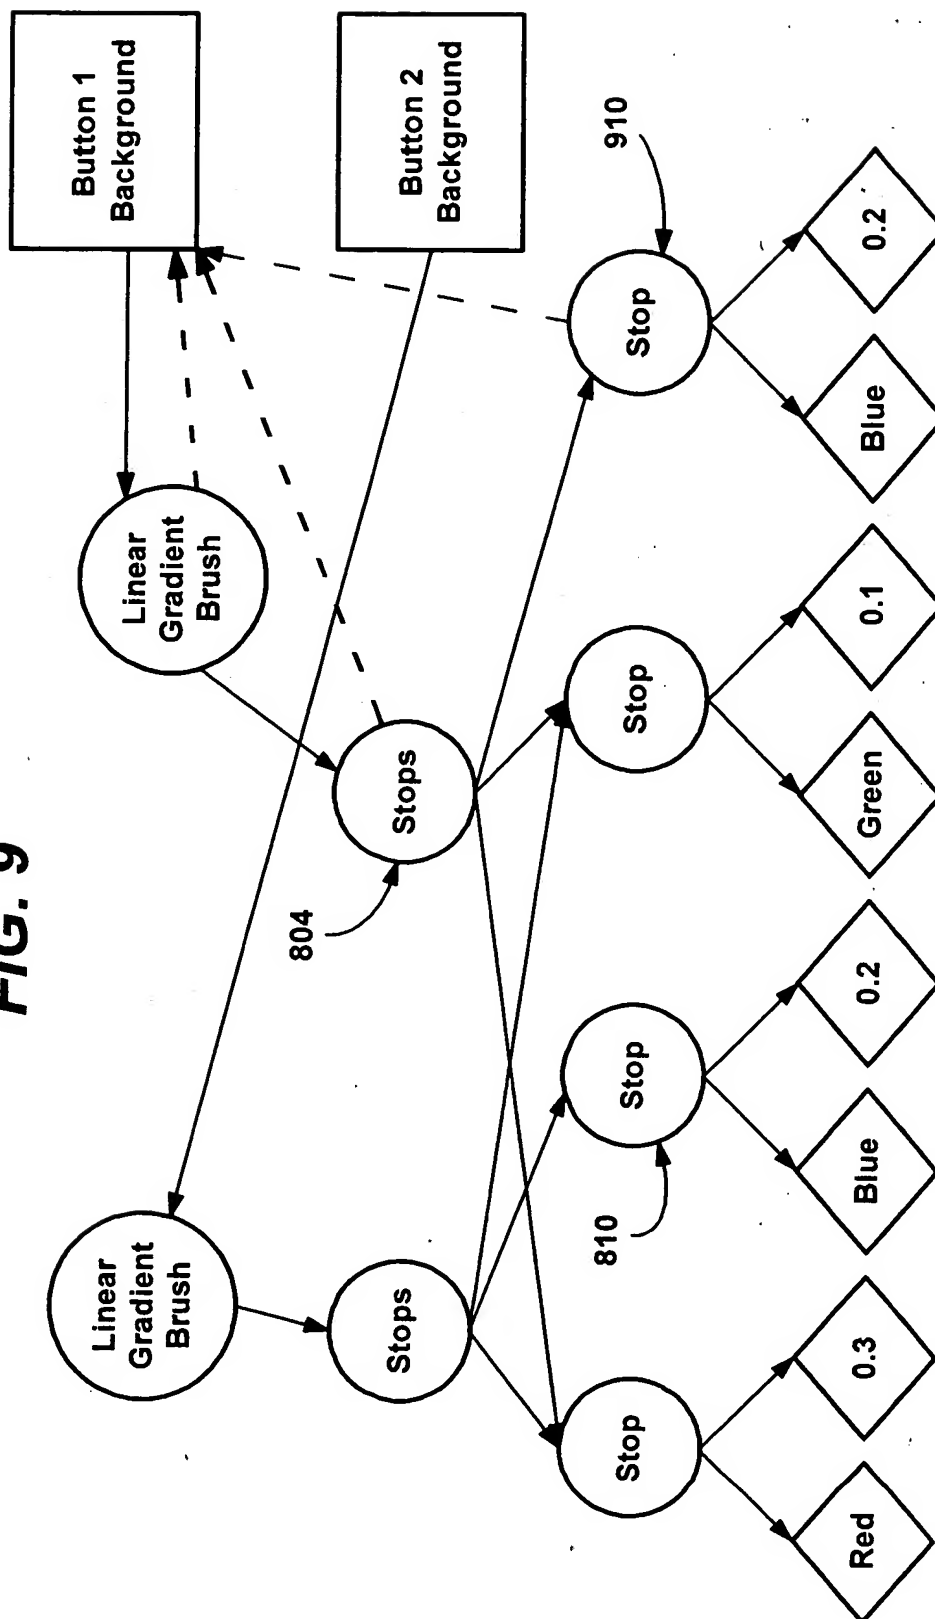 FIG. 9
Linear
Gradient
Brush
Linear
Gradient
Brush
Button 1
Background
Stops
804
Stops
Button 2
Background
Stop
810
Stop
Stop
Stop
910
Red
0.3
Blue
0.2
Green
0.1
Blue
0.2